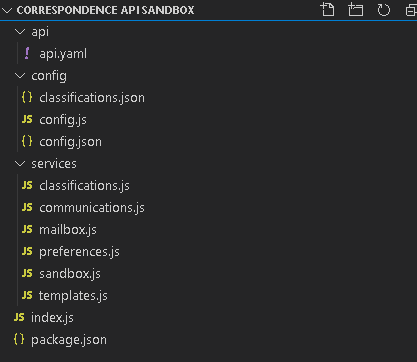 CORRESPONDENCE API SANDBOX
api
! api.yaml
config
{} classifications.json
JS config.js
{} config.json
services
JS classifications.js
JS communications.js
JS mailbox.js
JS preferences.js
JS sandbox.js
JS templates.js
JS index.js
{} package.json